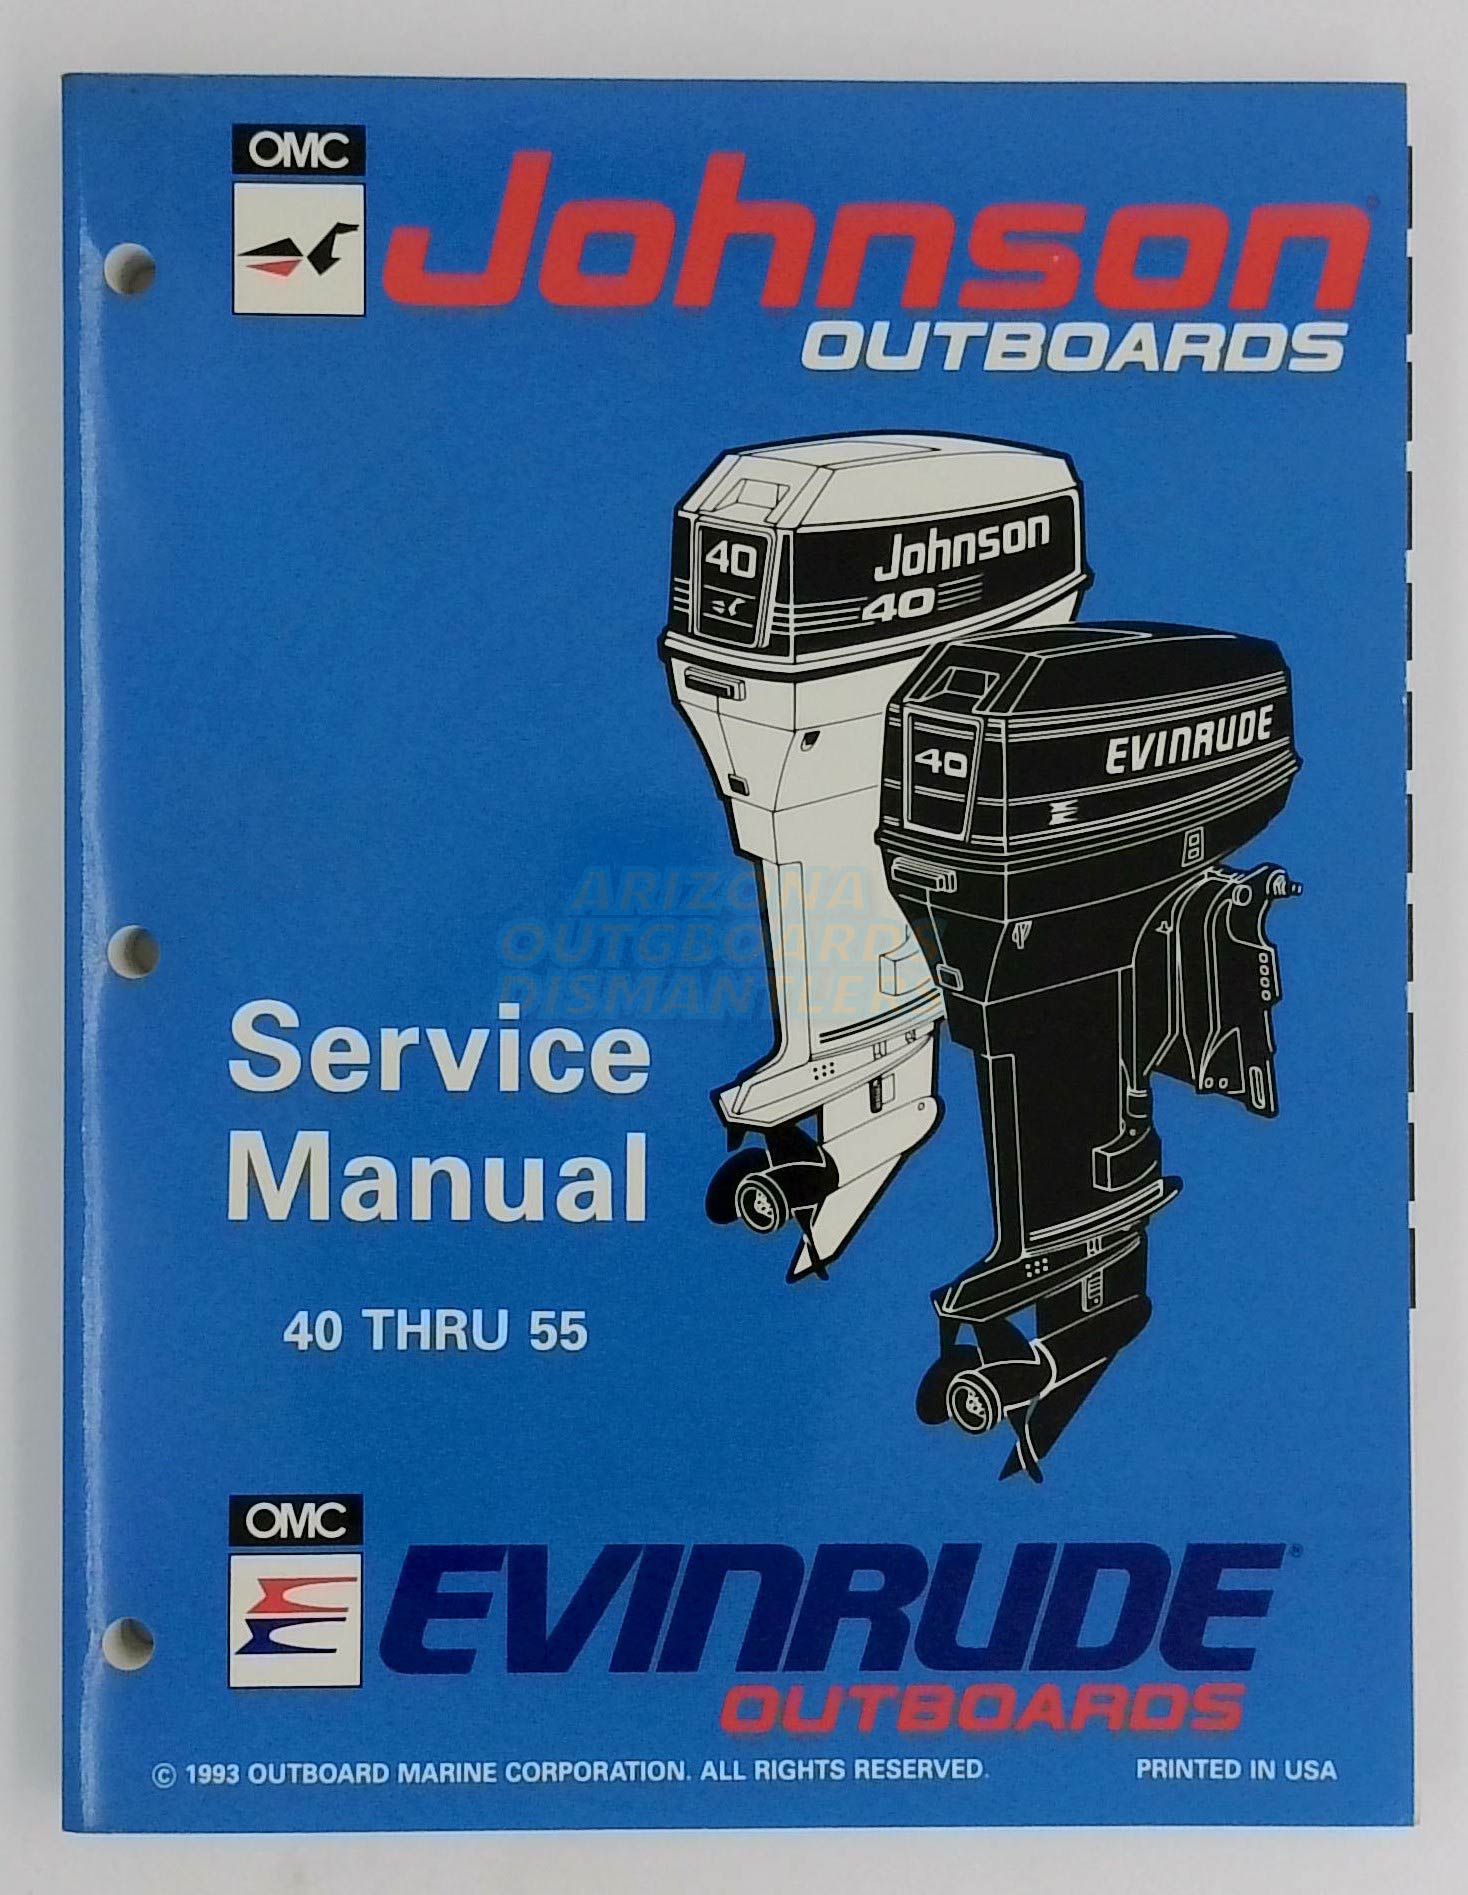 OMC
Johnson®
OUTBOARDS
40
Johnson
40
40
EVINRUDE
ARIZONA
OUTGBOARDS
DISMANTLERS
Service
Manual
40 THRU 55
OMC
EVINRUDE®
OUTBOARDS
© 1993 OUTBOARD MARINE CORPORATION. ALL RIGHTS RESERVED. PRINTED IN USA